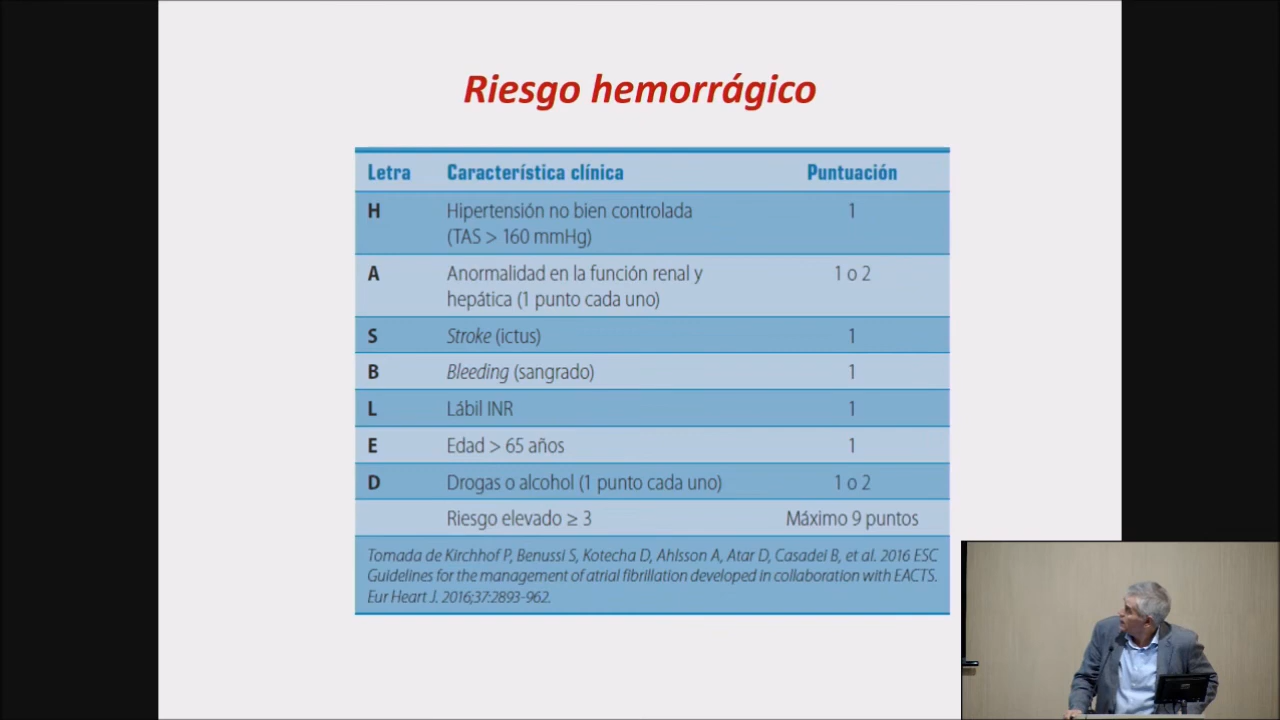 Riesgo hemorrágico
Letra Característica clínica Puntuación
H Hipertensión no bien controlada 1
(TAS > 160 mmHg)
A Anormalidad en la función renal y 1 o 2
hepática (1 punto cada uno)
S Stroke (ictus) 1
B Bleeding (sangrado) 1
L Lábil INR 1
E Edad > 65 años 1
D Drogas o alcohol (1 punto cada uno) 1 o 2
Riesgo elevado ≥ 3 Máximo 9 puntos
Tomada de Kirchhof P, Benussi S, Kotecha D, Ahlsson A, Atar D, Casadei B, et al. 2016 ESC
Guidelines for the management of atrial fibrillation developed in collaboration with EACTS.
Eur Heart J. 2016;37:2893-962.